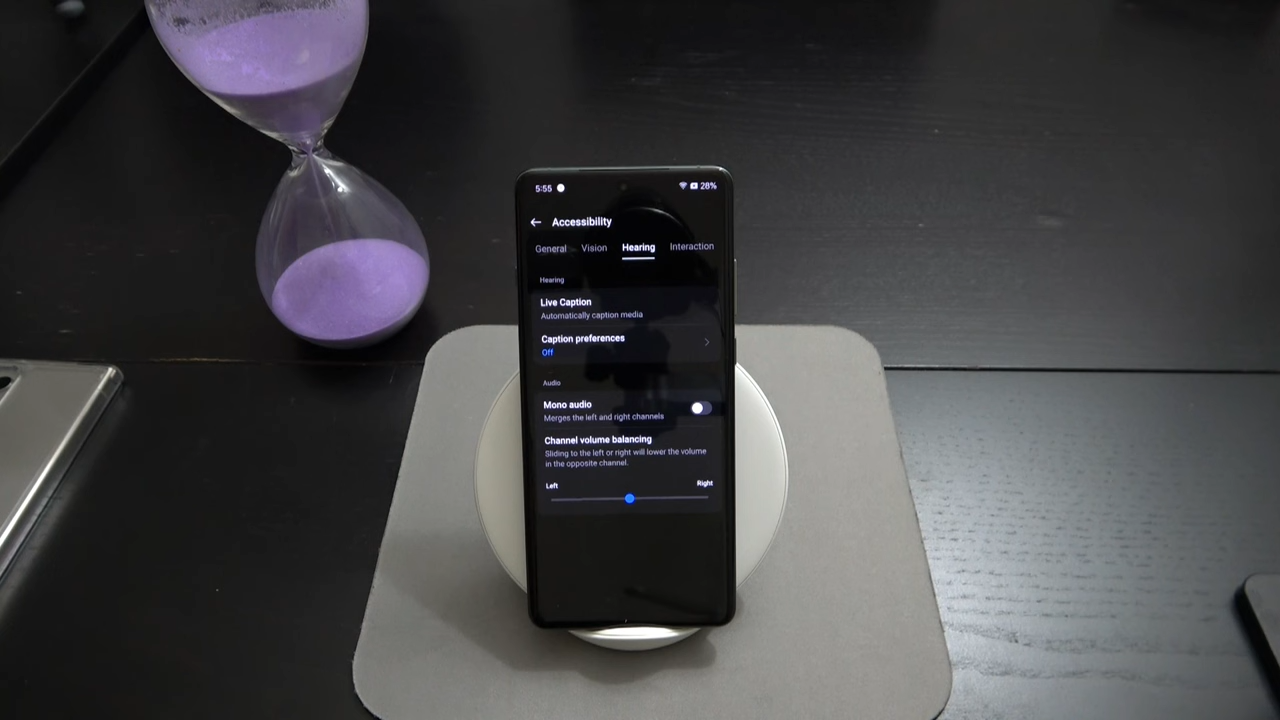 5:55 28%
Accessibility
General Vision Hearing Interaction
Hearing
Live Caption
Automatically caption media
Caption preferences
Off
Audio
Mono audio
Merges the left and right channels
Channel volume balancing
Sliding to the left or right will lower the volume
in the opposite channel.
Left Right